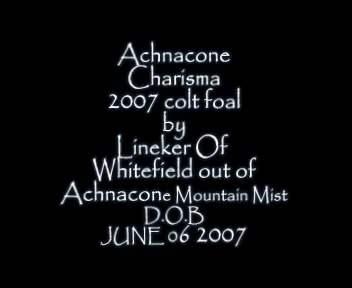 Achnacone
Charisma
2007 colt foal
by
Lineker Of
Whitefield out of
Achnacone Mountain Mist
D.O.B
JUNE 06 2007